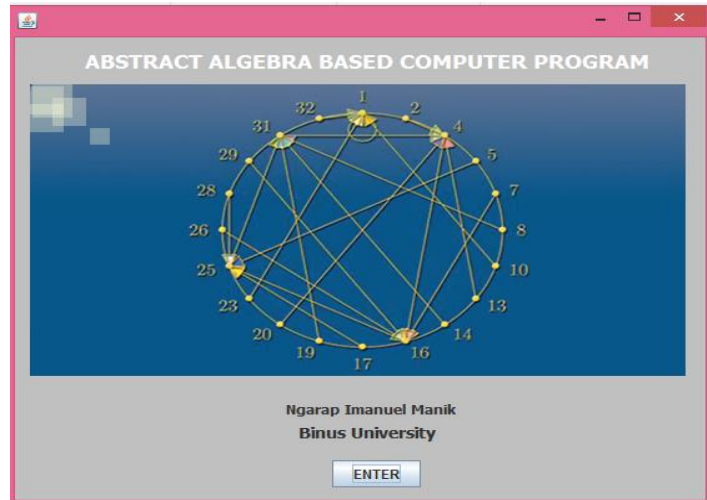 ABSTRACT ALGEBRA BASED COMPUTER PROGRAM
1
32 2
31 4
29 5
28 7
26 8
25 10
23 13
20 14
19 16
17
Ngarap Imanuel Manik
Binus University
ENTER